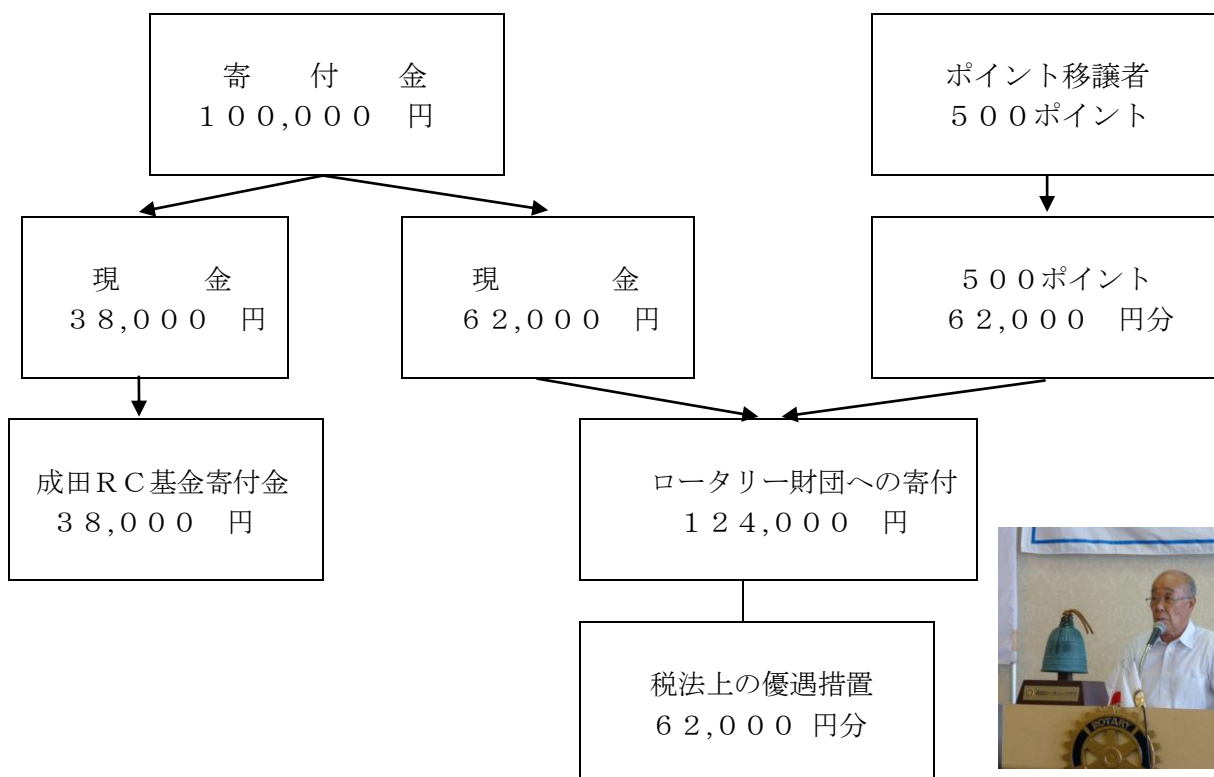 寄　付　金
１００,０００　円
ポイント移譲者
５００ポイント
現　　　金
３８,０００　円
現　　　金
６２,０００　円
５００ポイント
６２,０００　円分
成田ＲＣ基金寄付金
３８,０００　円
ロータリー財団への寄付
１２４,０００　円
税法上の優遇措置
６２,０００ 円分
ROTARY